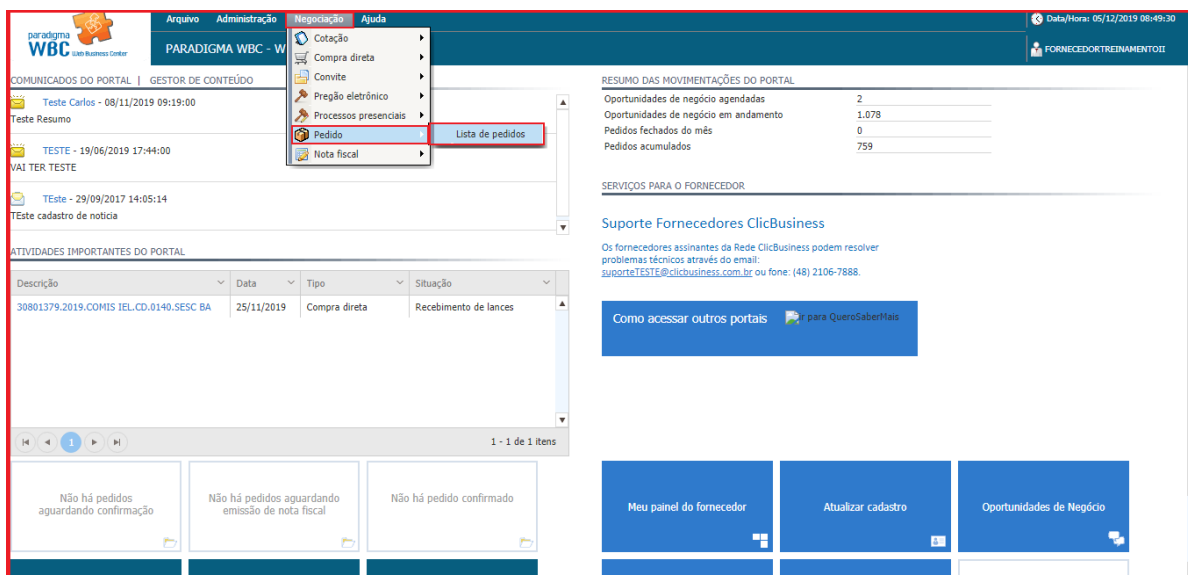 paradigma
WBC Web Business Center
Arquivo Administração Negociação Ajuda
Data/Hora: 05/12/2019 08:49:30
PARADIGMA WBC - W
FORNECEDORTREINAMENTOII
Cotação
Compra direta
Convite
Pregão eletrônico
Processos presenciais
Pedido
Lista de pedidos
Nota fiscal
COMUNICADOS DO PORTAL | GESTOR DE CONTEÚDO
Teste Carlos - 08/11/2019 09:19:00
Teste Resumo
TESTE - 19/06/2019 17:44:00
VAI TER TESTE
TEste - 29/09/2017 14:05:14
TEste cadastro de noticia
RESUMO DAS MOVIMENTAÇÕES DO PORTAL
Oportunidades de negócio agendadas 2
Oportunidades de negócio em andamento 1.078
Pedidos fechados do mês 0
Pedidos acumulados 759
SERVIÇOS PARA O FORNECEDOR
Suporte Fornecedores ClicBusiness
Os fornecedores assinantes da Rede ClicBusiness podem resolver
problemas técnicos através do email:
suporteTESTE@clicbusiness.com.br ou fone: (48) 2106-7888.
Como acessar outros portais Ir para QueroSaberMais
ATIVIDADES IMPORTANTES DO PORTAL
Descrição Data Tipo Situação
30801379.2019.COMIS IEL.CD.0140.SESC BA 25/11/2019 Compra direta Recebimento de lances
1 1 - 1 de 1 itens
Não há pedidos
aguardando confirmação
Não há pedidos aguardando
emissão de nota fiscal
Não há pedido confirmado
Meu painel do fornecedor
Atualizar cadastro
Oportunidades de Negócio